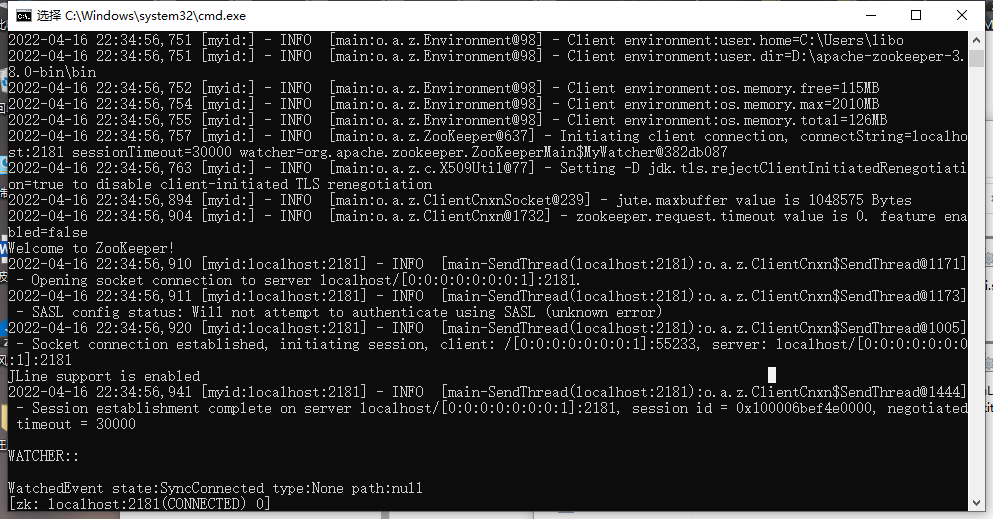 选择 C:\Windows\system32\cmd.exe
2022-04-16 22:34:56,751 [myid:] - INFO  [main:o.a.z.Environment@98] - Client environment:user.home=C:\Users\libo
2022-04-16 22:34:56,751 [myid:] - INFO  [main:o.a.z.Environment@98] - Client environment:user.dir=D:\apache-zookeeper-3.
8.0-bin\bin
2022-04-16 22:34:56,752 [myid:] - INFO  [main:o.a.z.Environment@98] - Client environment:os.memory.free=115MB
2022-04-16 22:34:56,754 [myid:] - INFO  [main:o.a.z.Environment@98] - Client environment:os.memory.max=2010MB
2022-04-16 22:34:56,755 [myid:] - INFO  [main:o.a.z.Environment@98] - Client environment:os.memory.total=126MB
2022-04-16 22:34:56,757 [myid:] - INFO  [main:o.a.z.ZooKeeper@637] - Initiating client connection, connectString=localho
st:2181 sessionTimeout=30000 watcher=org.apache.zookeeper.ZooKeeperMain$MyWatcher@382db087
2022-04-16 22:34:56,763 [myid:] - INFO  [main:o.a.z.c.X509Util@77] - Setting -D jdk.tls.rejectClientInitiatedRenegotiati
on=true to disable client-initiated TLS renegotiation
2022-04-16 22:34:56,894 [myid:] - INFO  [main:o.a.z.ClientCnxnSocket@239] - jute.maxbuffer value is 1048575 Bytes
2022-04-16 22:34:56,904 [myid:] - INFO  [main:o.a.z.ClientCnxn@1732] - zookeeper.request.timeout value is 0. feature ena
bled=false
Welcome to ZooKeeper!
2022-04-16 22:34:56,910 [myid:localhost:2181] - INFO  [main-SendThread(localhost:2181):o.a.z.ClientCnxn$SendThread@1171]
 - Opening socket connection to server localhost/[0:0:0:0:0:0:0:1]:2181.
2022-04-16 22:34:56,911 [myid:localhost:2181] - INFO  [main-SendThread(localhost:2181):o.a.z.ClientCnxn$SendThread@1173]
 - SASL config status: Will not attempt to authenticate using SASL (unknown error)
2022-04-16 22:34:56,920 [myid:localhost:2181] - INFO  [main-SendThread(localhost:2181):o.a.z.ClientCnxn$SendThread@1005]
 - Socket connection established, initiating session, client: /[0:0:0:0:0:0:0:1]:55233, server: localhost/[0:0:0:0:0:0:0
:1]:2181
JLine support is enabled
2022-04-16 22:34:56,941 [myid:localhost:2181] - INFO  [main-SendThread(localhost:2181):o.a.z.ClientCnxn$SendThread@1444]
 - Session establishment complete on server localhost/[0:0:0:0:0:0:0:1]:2181, session id = 0x100006bef4e0000, negotiated
 timeout = 30000
WATCHER::
WatchedEvent state:SyncConnected type:None path:null
[zk: localhost:2181(CONNECTED) 0]